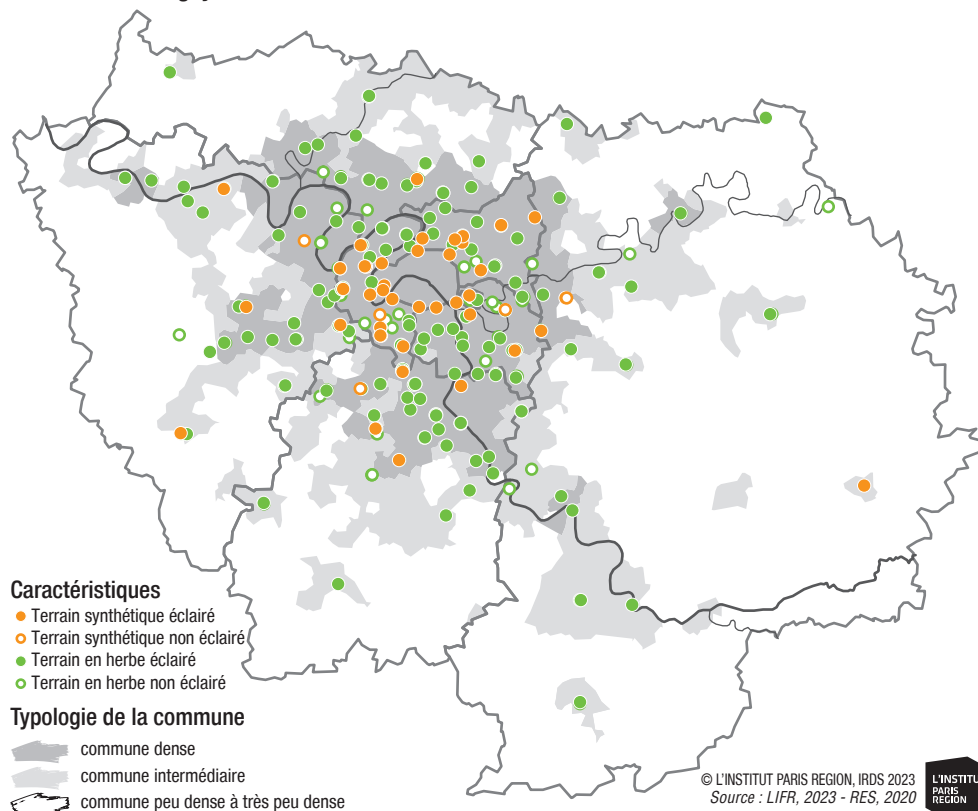 Caractéristiques
Terrain synthétique éclairé
Terrain synthétique non éclairé
Terrain en herbe éclairé
Terrain en herbe non éclairé
Typologie de la commune
commune dense
commune intermédiaire
commune peu dense à très peu dense
© L'INSTITUT PARIS REGION, IRDS 2023
Source : LIFR, 2023 - RES, 2020
L'INSTITU
PARIS
REGION